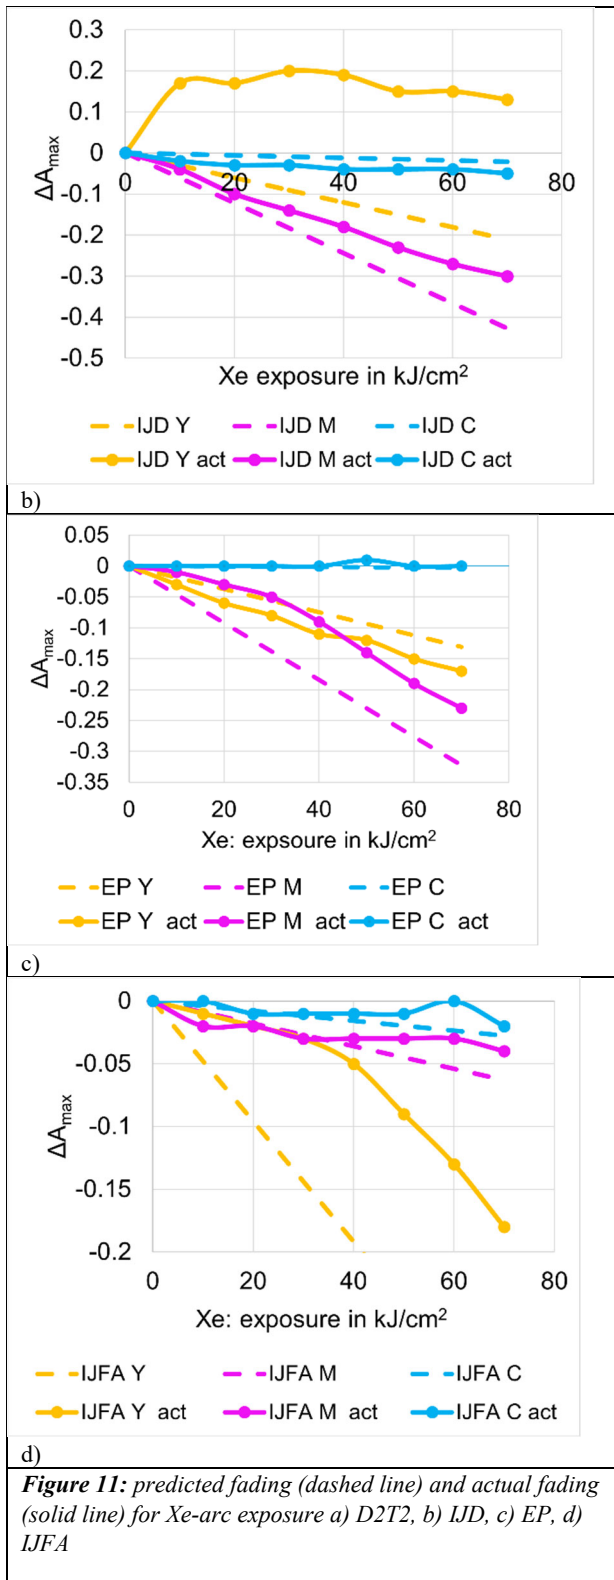 0.3
0.2
0.1
0
-0.1
-0.2
-0.3
-0.4
-0.5
ΔAmax
0 20 40 60 80
Xe exposure in kJ/cm²
IJD Y IJD M IJD C
IJD Y act IJD M act IJD C act
b)
0.05
0
-0.05
-0.1
-0.15
-0.2
-0.25
-0.3
-0.35
ΔAmax
0 20 40 60 80
Xe: expsoure in kJ/cm²
EP Y EP M EP C
EP Y act EP M act EP C act
c)
0
-0.05
-0.1
-0.15
-0.2
ΔAmax
0 20 40 60 80
Xe: exposure in kJ/cm²
IJFA Y IJFA M IJFA C
IJFA Y act IJFA M act IJFA C act
d)
Figure 11: predicted fading (dashed line) and actual fading
(solid line) for Xe-arc exposure a) D2T2, b) IJD, c) EP, d)
IJFA